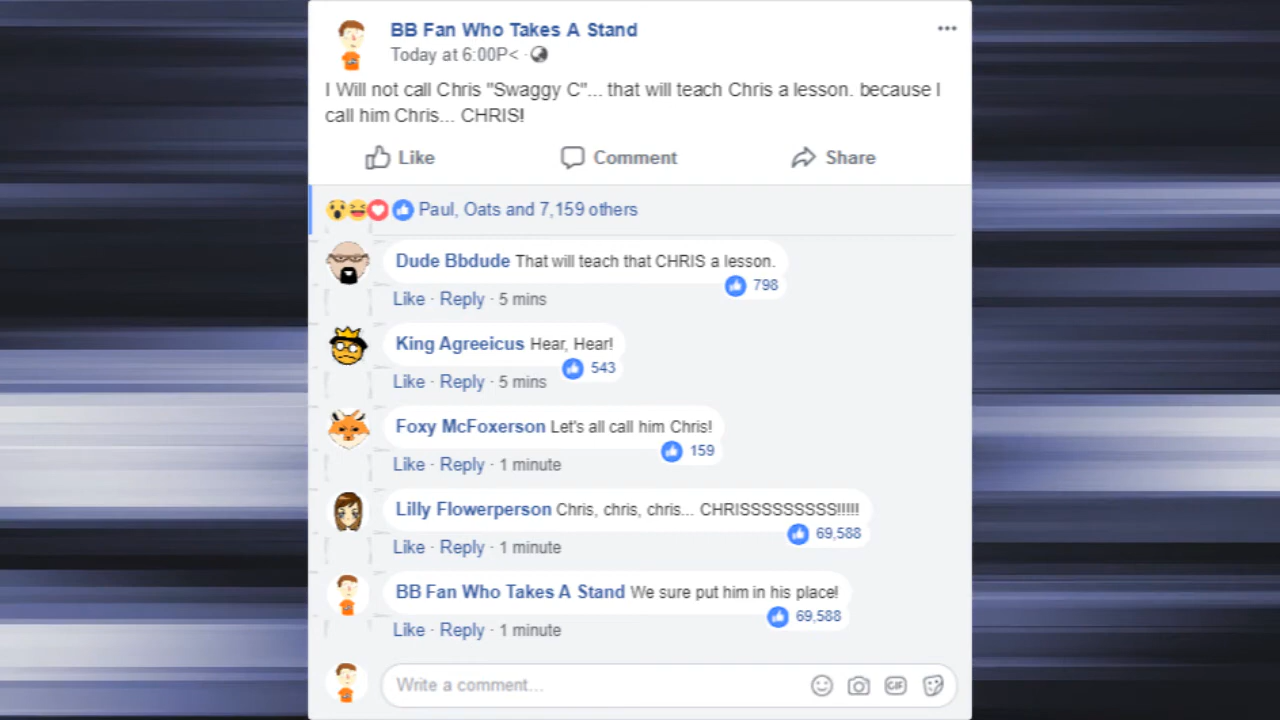 BB Fan Who Takes A Stand
Today at 6:00P< ·
I Will not call Chris "Swaggy C"... that will teach Chris a lesson. because I
call him Chris... CHRIS!
Like Comment Share
Paul, Oats and 7,159 others
Dude Bbdude That will teach that CHRIS a lesson.
798
Like · Reply · 5 mins
King Agreeicus Hear, Hear!
543
Like · Reply · 5 mins
Foxy McFoxerson Let's all call him Chris!
159
Like · Reply · 1 minute
Lilly Flowerperson Chris, chris, chris... CHRISSSSSSSSS!!!!!
69,588
Like · Reply · 1 minute
BB Fan Who Takes A Stand We sure put him in his place!
69,588
Like · Reply · 1 minute
Write a comment...
GIF